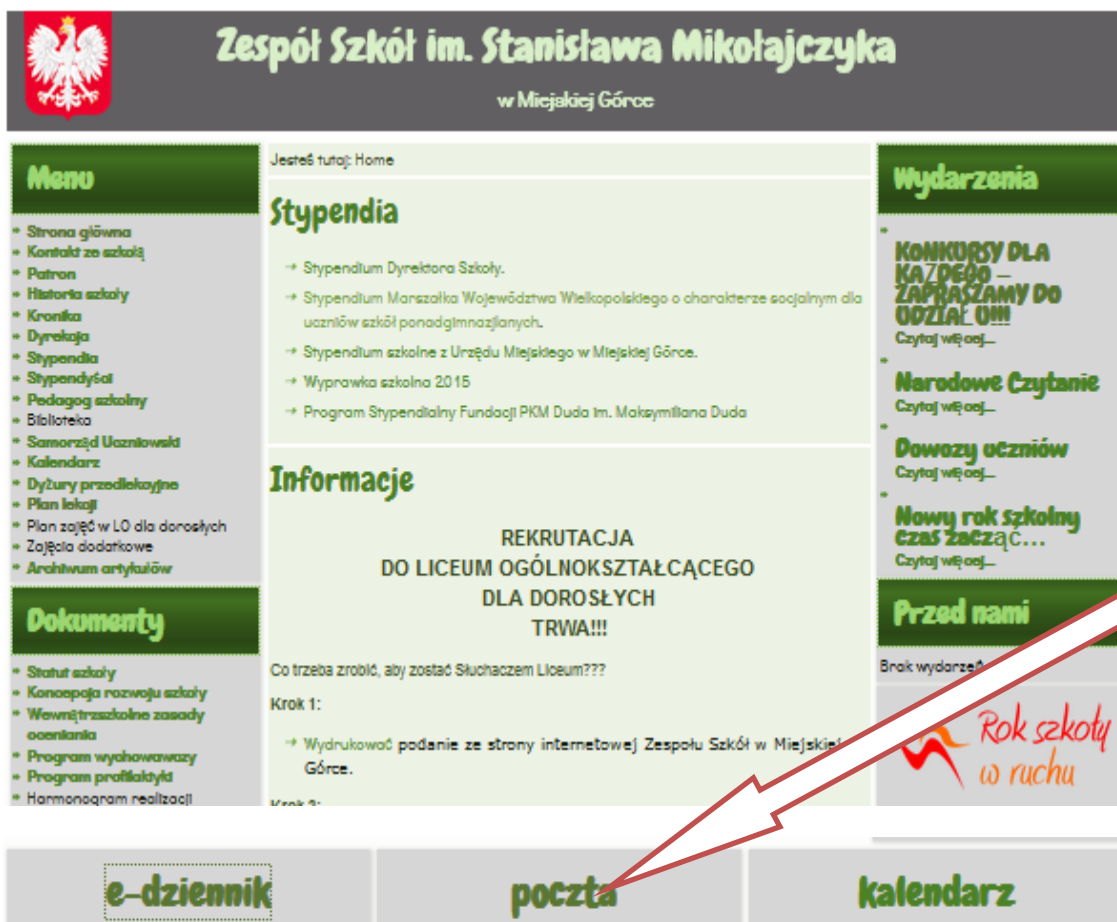 Zespół Szkół im. Stanisława Mikołajczyka
w Miejskiej Górce
Menu
Strona główna
Kontakt ze szkołą
Patron
Historia szkoły
Kronika
Dyrekcja
Stypendia
Stypendyści
Pedagog szkolny
Biblioteka
Samorząd Uczniowski
Kalendarz
Dyżury przedlekcyjne
Plan lekcji
Plan zajęć w LO dla dorosłych
Zajęcia dodatkowe
Archiwum artykułów
Dokumenty
Statut szkoły
Koncepcja rozwoju szkoły
Wewnątrzszkolne zasady
oceniania
Program wychowawczy
Program profilaktyki
Harmonogram realizacji
Jesteś tutaj: Home
Stypendia
Stypendium Dyrektora Szkoły.
Stypendium Marszałka Województwa Wielkopolskiego o charakterze socjalnym dla
uczniów szkół ponadgimnazjlanych.
Stypendium szkolne z Urzędu Miejskiego w Miejskiej Górce.
Wyprawka szkolna 2015
Program Stypendialny Fundacji PKM Duda im. Maksymiliana Duda
Informacje
REKRUTACJA
DO LICEUM OGÓLNOKSZTAŁCĄCEGO
DLA DOROSŁYCH
TRWA!!!
Co trzeba zrobić, aby zostać Słuchaczem Liceum???
Krok 1:
Wydrukować podanie ze strony internetowej Zespołu Szkół w
Górce.
Krok 2:
Wydarzenia
KONKURSY DLA
KAŻDEGO –
ZAPRASZAMY DO
UDZIAŁU!!!
Czytaj więcej...
Narodowe Czytanie
Czytaj więcej...
Dowozy uczniów
Czytaj więcej...
Nowy rok szkolny
czas zacząć...
Czytaj więcej...
Przed nami
Brak wydarzeń
Rok szkoły
w ruchu
e-dziennik
poczta
kalendarz